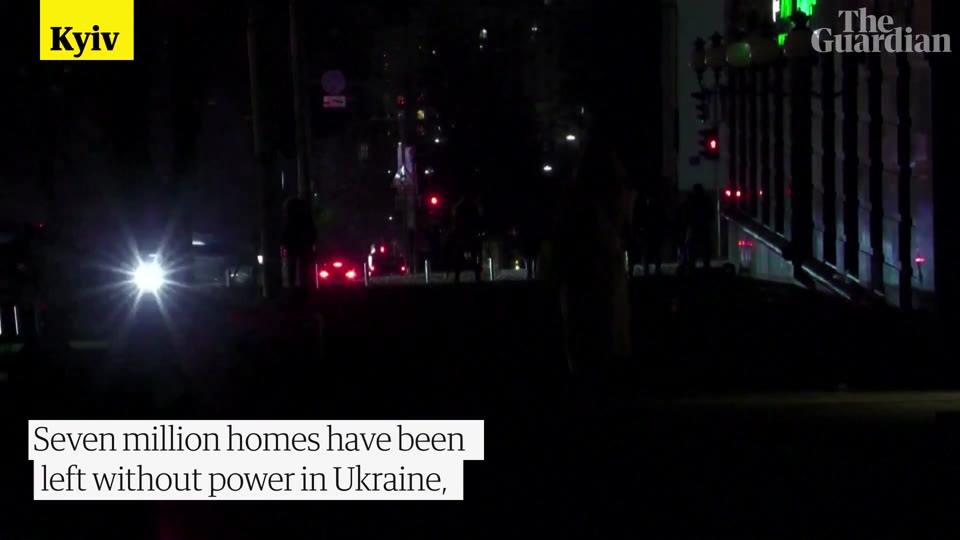 Kyiv
The
Guardian
Seven million homes have been
left without power in Ukraine,